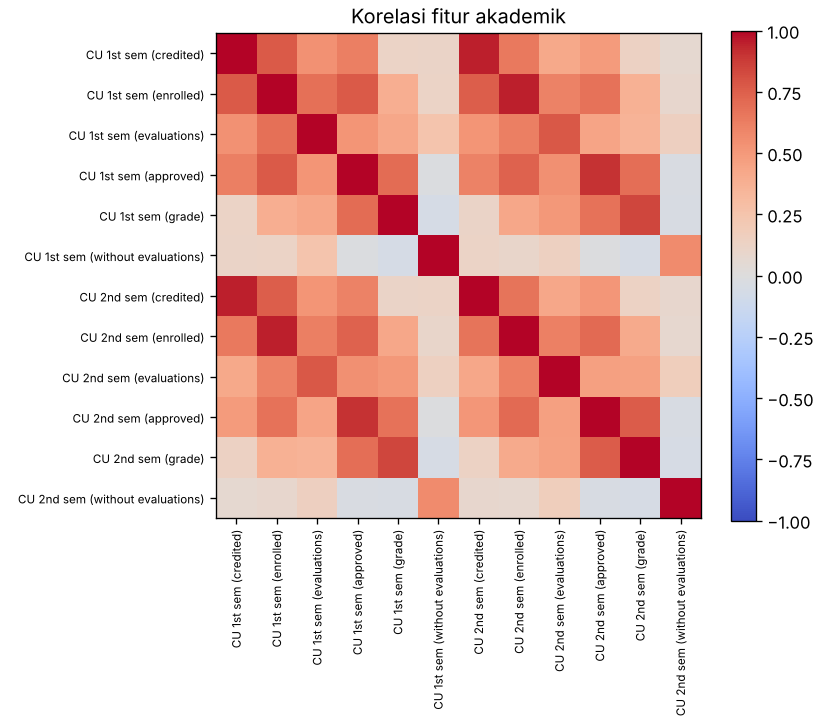 Korelasi fitur akademik
CU 1st sem (credited)
CU 1st sem (enrolled)
CU 1st sem (evaluations)
CU 1st sem (approved)
CU 1st sem (grade)
CU 1st sem (without evaluations)
CU 2nd sem (credited)
CU 2nd sem (enrolled)
CU 2nd sem (evaluations)
CU 2nd sem (approved)
CU 2nd sem (grade)
CU 2nd sem (without evaluations)
CU 1st sem (credited)
CU 1st sem (enrolled)
CU 1st sem (evaluations)
CU 1st sem (approved)
CU 1st sem (grade)
CU 1st sem (without evaluations)
CU 2nd sem (credited)
CU 2nd sem (enrolled)
CU 2nd sem (evaluations)
CU 2nd sem (approved)
CU 2nd sem (grade)
CU 2nd sem (without evaluations)
1.00
0.75
0.50
0.25
0.00
−0.25
−0.50
−0.75
−1.00